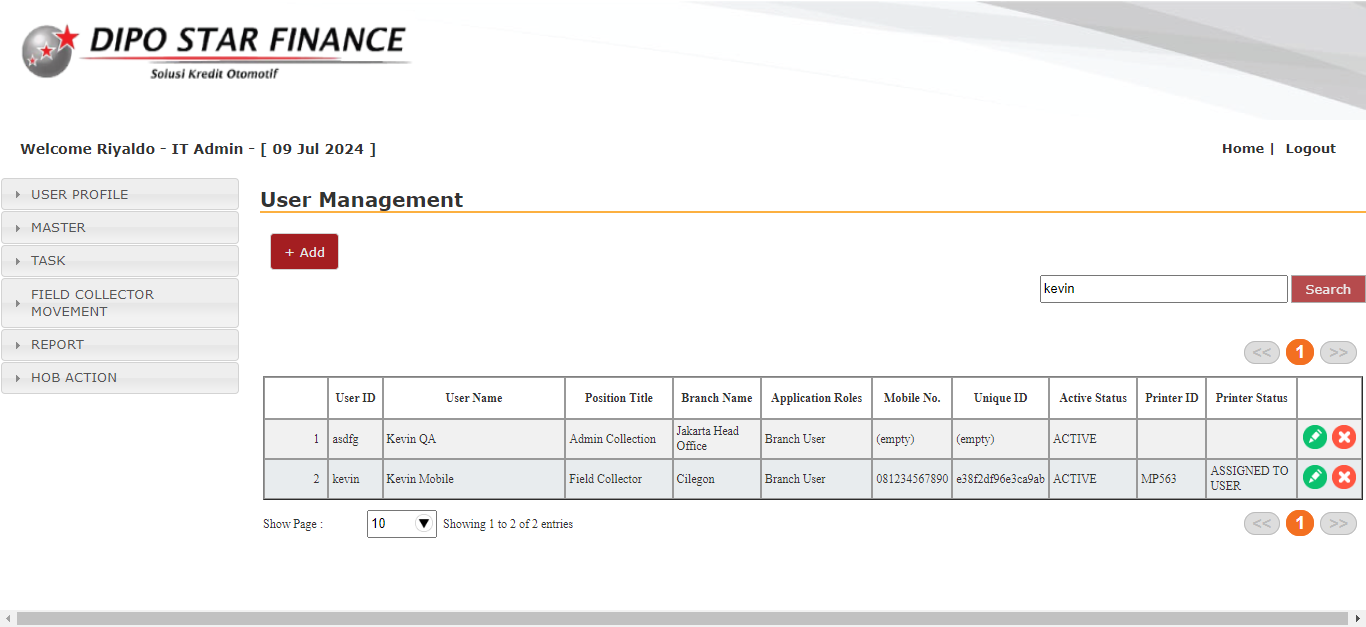 DIPO STAR FINANCE
Solusi Kredit Otomotif
Welcome Riyaldo - IT Admin - [ 09 Jul 2024 ]
Home | Logout
USER PROFILE
MASTER
TASK
FIELD COLLECTOR
MOVEMENT
REPORT
HOB ACTION
User Management
+ Add
kevin
Search
<< 1 >>
User ID User Name Position Title Branch Name Application Roles Mobile No. Unique ID Active Status Printer ID Printer Status
1 asdfg Kevin QA Admin Collection Jakarta Head Office Branch User (empty) (empty) ACTIVE
2 kevin Kevin Mobile Field Collector Cilegon Branch User 081234567890 e38f2df96e3ca9ab ACTIVE MP563 ASSIGNED TO USER
Show Page : 10 Showing 1 to 2 of 2 entries
<< 1 >>